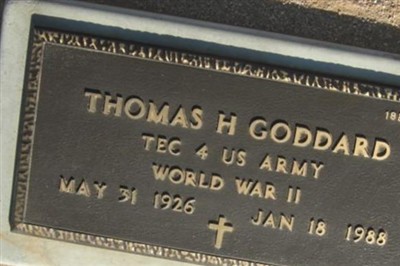 THOMAS H GODDARD
TEC 4 US ARMY
WORLD WAR II
MAY 31 1926 JAN 18 1988